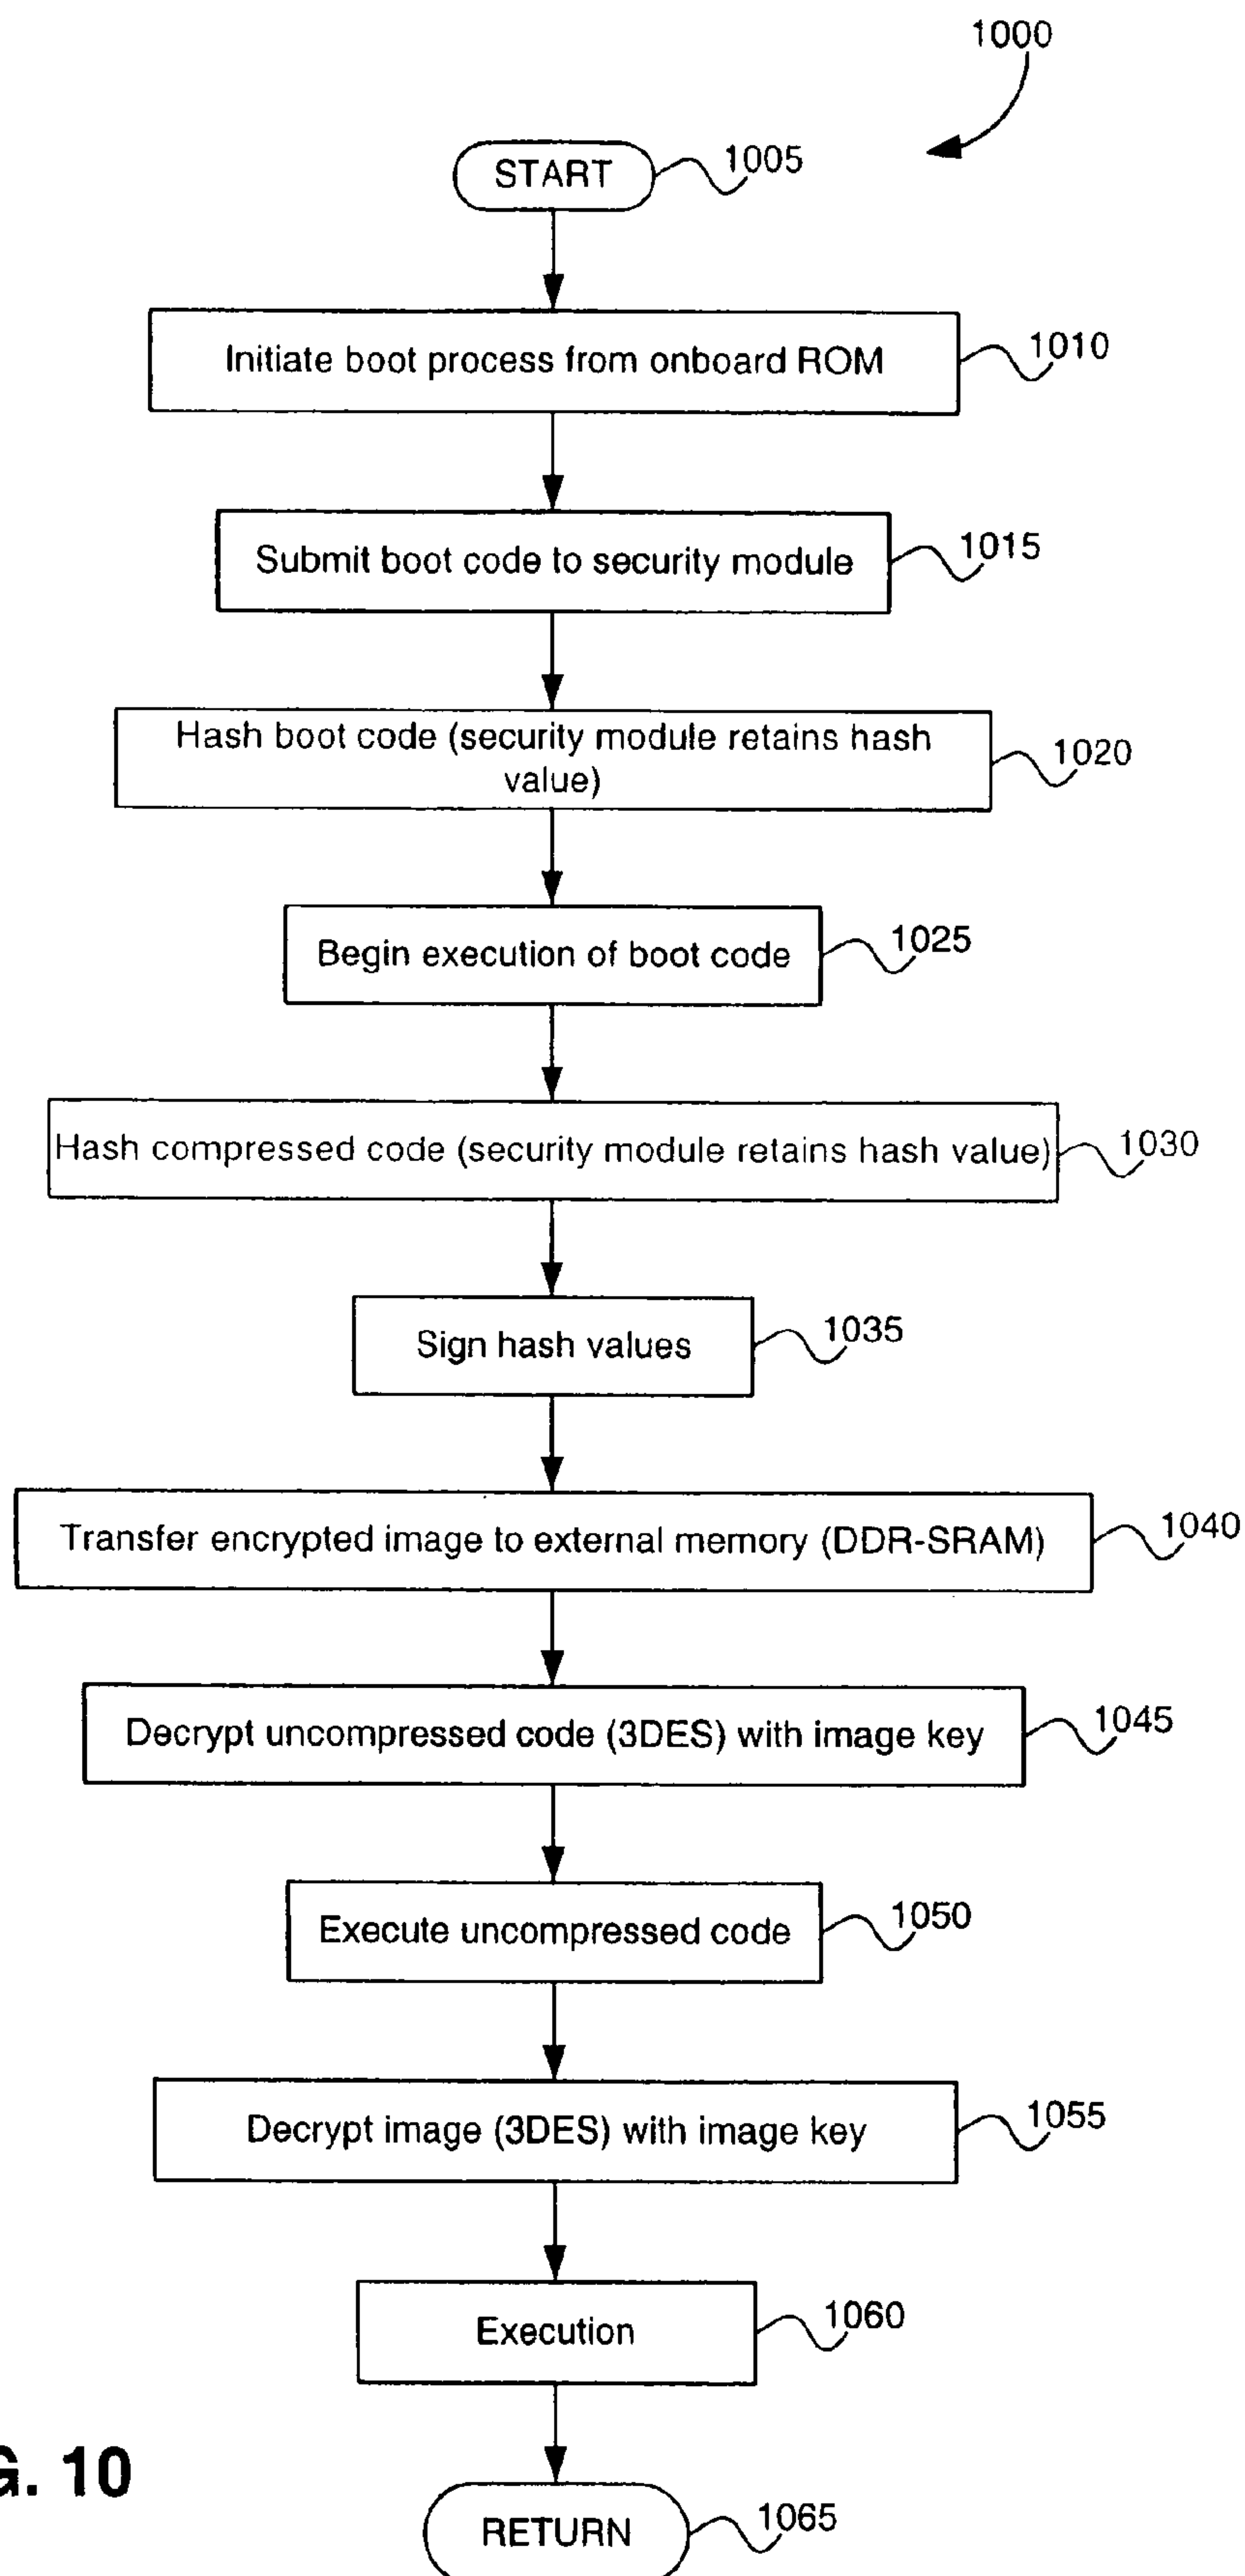 1000
START
1005
Initiate boot process from onboard ROM
1010
Submit boot code to security module
1015
Hash boot code (security module retains hash
value)
1020
Begin execution of boot code
1025
Hash compressed code (security module retains hash value)
1030
Sign hash values
1035
Transfer encrypted image to external memory (DDR-SRAM)
1040
Decrypt uncompressed code (3DES) with image key
1045
Execute uncompressed code
1050
Decrypt image (3DES) with image key
1055
Execution
1060
G. 10
RETURN
1065